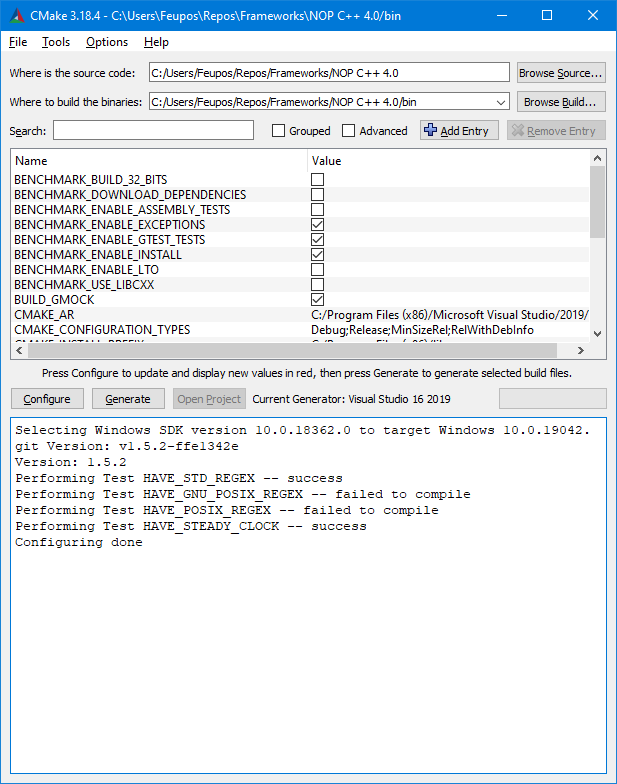 CMake 3.18.4 - C:\Users\Feupos\Repos\Frameworks\NOP C++ 4.0/bin
File Tools Options Help
Where is the source code: C:/Users/Feupos/Repos/Frameworks/NOP C++ 4.0 Browse Source...
Where to build the binaries: C:/Users/Feupos/Repos/Frameworks/NOP C++ 4.0/bin Browse Build...
Search: Grouped Advanced Add Entry Remove Entry
Name Value
BENCHMARK_BUILD_32_BITS
BENCHMARK_DOWNLOAD_DEPENDENCIES
BENCHMARK_ENABLE_ASSEMBLY_TESTS
BENCHMARK_ENABLE_EXCEPTIONS
BENCHMARK_ENABLE_GTEST_TESTS
BENCHMARK_ENABLE_INSTALL
BENCHMARK_ENABLE_LTO
BENCHMARK_USE_LIBCXX
BUILD_GMOCK
CMAKE_AR C:/Program Files (x86)/Microsoft Visual Studio/2019/
CMAKE_CONFIGURATION_TYPES Debug;Release;MinSizeRel;RelWithDebInfo
Press Configure to update and display new values in red, then press Generate to generate selected build files.
Configure Generate Open Project Current Generator: Visual Studio 16 2019
Selecting Windows SDK version 10.0.18362.0 to target Windows 10.0.19042.
git Version: v1.5.2-ffe1342e
Version: 1.5.2
Performing Test HAVE_STD_REGEX -- success
Performing Test HAVE_GNU_POSIX_REGEX -- failed to compile
Performing Test HAVE_POSIX_REGEX -- failed to compile
Performing Test HAVE_STEADY_CLOCK -- success
Configuring done